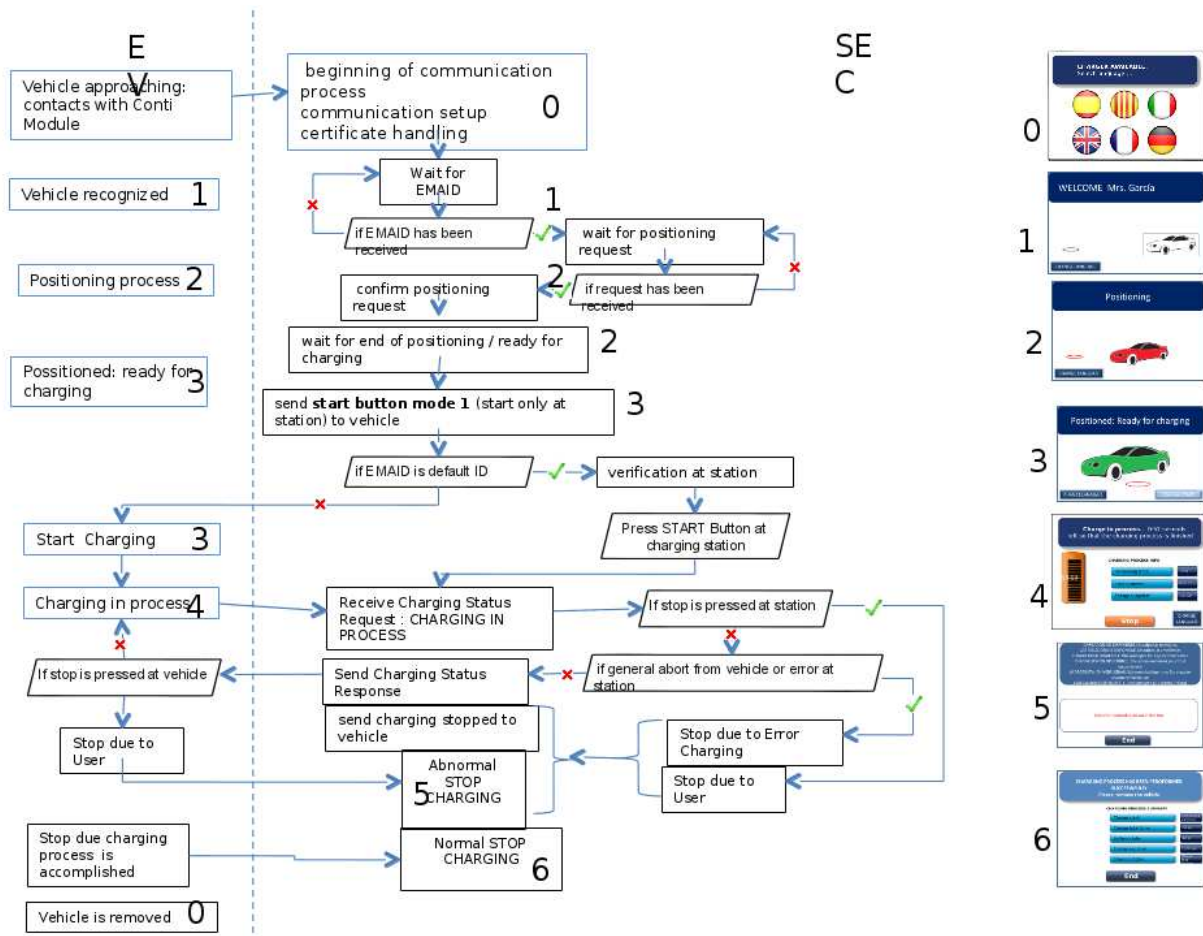 E
V
SE
C
Vehicle approaching:
contacts with Conti
Module
beginning of communication
process
communication setup
certificate handling
0
Wait for
EMAID
Vehicle recognized
1
if EMAID has been
received
1
wait for positioning
request
Positioning process
2
confirm positioning
request
2
if request has been
received
wait for end of positioning / ready for
charging
2
Possitioned: ready for
charging
3
send start button mode 1 (start only at
station) to vehicle
3
if EMAID is default ID
verification at station
Press START Button at
charging station
Start Charging
3
Charging in process
4
Receive Charging Status
Request : CHARGING IN
PROCESS
If stop is pressed at station
If stop is pressed at vehicle
Send Charging Status
Response
if general abort from vehicle or error at
station
send charging stopped to
vehicle
Stop due to Error
Charging
Stop due to
User
Stop due to
User
Abnormal
STOP
CHARGING
5
Stop due charging
process is
accomplished
Normal STOP
CHARGING
6
Vehicle is removed
0
0
CHARGER AVAILABLE
1
WELCOME Mrs. García
2
Positioning
3
Positioned: Ready for charging
4
Stop
5
End
6
End